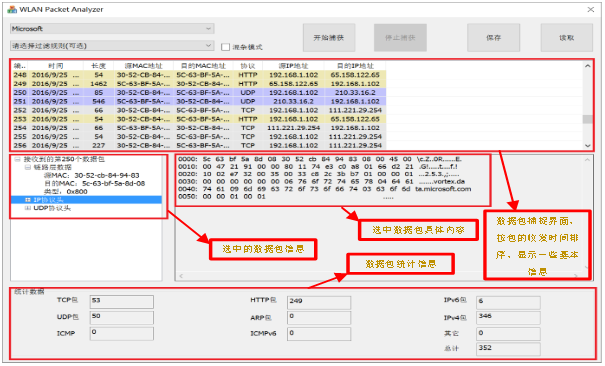 WLAN Packet Analyzer
Microsoft
请选择过滤规则(可选)
混杂模式
开始捕获
停止捕获
保存
读取
编.. 时间 长度 源MAC地址 目的MAC地址 协议 源IP地址 目的IP地址
248 2016/9/25 ... 54 30-52-CB-84-... 5C-63-BF-5A-... HTTP 192.168.1.102 65.158.122.65
249 2016/9/25 ... 1462 5C-63-BF-5A-... 30-52-CB-84-... HTTP 65.158.122.65 192.168.1.102
250 2016/9/25 ... 85 30-52-CB-84-... 5C-63-BF-5A-... UDP 192.168.1.102 210.33.16.2
251 2016/9/25 ... 546 5C-63-BF-5A-... 30-52-CB-84-... UDP 210.33.16.2 192.168.1.102
252 2016/9/25 ... 66 30-52-CB-84-... 5C-63-BF-5A-... TCP 192.168.1.102 111.221.29.254
253 2016/9/25 ... 54 30-52-CB-84-... 5C-63-BF-5A-... HTTP 192.168.1.102 65.158.122.65
254 2016/9/25 ... 66 5C-63-BF-5A-... 30-52-CB-84-... TCP 111.221.29.254 192.168.1.102
255 2016/9/25 ... 54 30-52-CB-84-... 5C-63-BF-5A-... TCP 192.168.1.102 111.221.29.254
256 2016/9/25 ... 227 30-52-CB-84-... 5C-63-BF-5A-... TCP 192.168.1.102 111.221.29.254
接收到的第250个数据包
链路层数据
源MAC: 30-52-cb-84-94-83
目的MAC: 5c-63-bf-5a-8d-08
类型: 0x800
IP协议头
UDP协议头
0000: 5c 63 bf 5a 8d 08 30 52 cb 84 94 83 08 00 45 00 \c.Z..0R......E.
0010: 00 47 21 91 00 00 80 11 74 e3 c0 a8 01 66 d2 21 .G!.....t....f.!
0020: 10 02 e7 32 00 35 00 33 c8 2c 3b b7 01 00 00 01 ...2.5.3.,;.....
0030: 00 00 00 00 00 00 06 76 6f 72 74 65 78 04 64 61 .......vortex.da
0040: 74 61 09 6d 69 63 72 6f 73 6f 66 74 03 63 6f 6d ta.microsoft.com
0050: 00 00 01 00 01 .....
选中的数据包信息
选中数据包具体内容
数据包统计信息
数据包捕视界面、
拉包的收发时间排
序、显示一些基本
信息
统计数据
TCP包 53 HTTP包 249 IPv6包 6
UDP包 50 ARP包 0 IPv4包 346
ICMP 0 ICMPv6 0 其它 0
总计 352